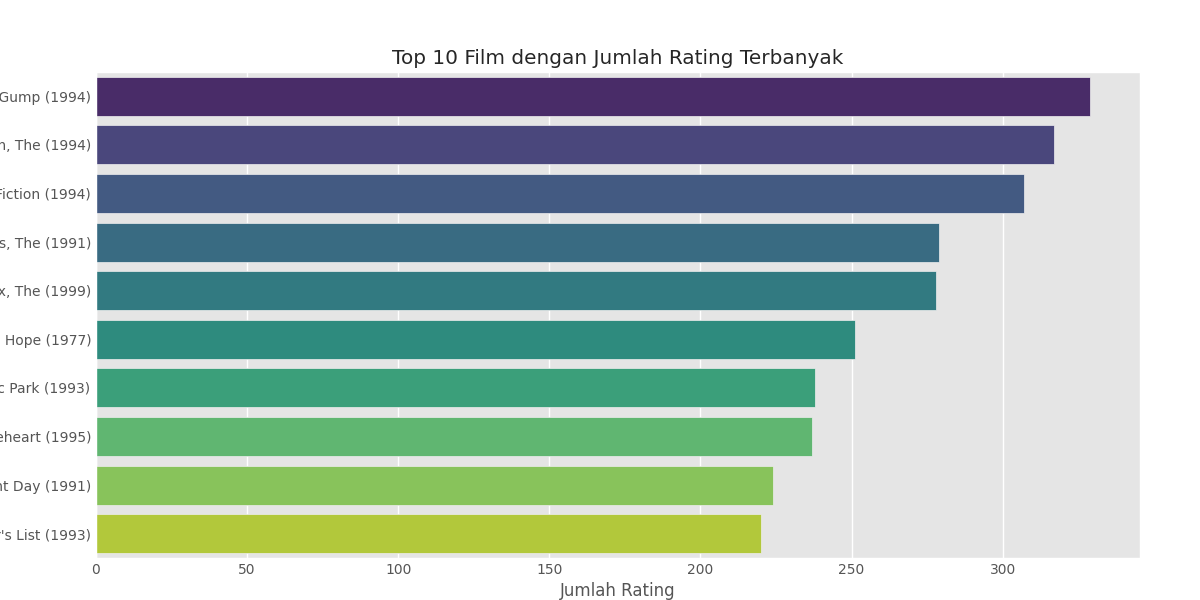 Top 10 Film dengan Jumlah Rating Terbanyak
Gump (1994)
, The (1994)
Fiction (1994)
s, The (1991)
x, The (1999)
Hope (1977)
c Park (1993)
eheart (1995)
nt Day (1991)
's List (1993)
0 50 100 150 200 250 300
Jumlah Rating